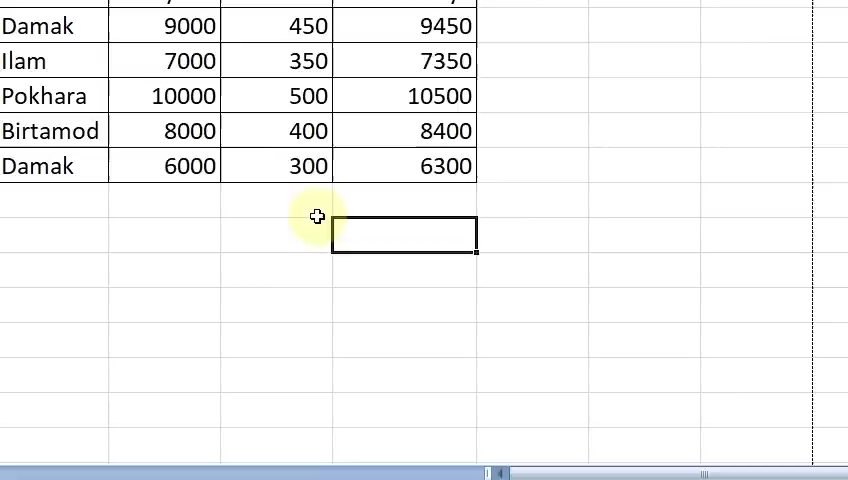 Damak 9000 450 9450
Ilam 7000 350 7350
Pokhara 10000 500 10500
Birtamod 8000 400 8400
Damak 6000 300 6300